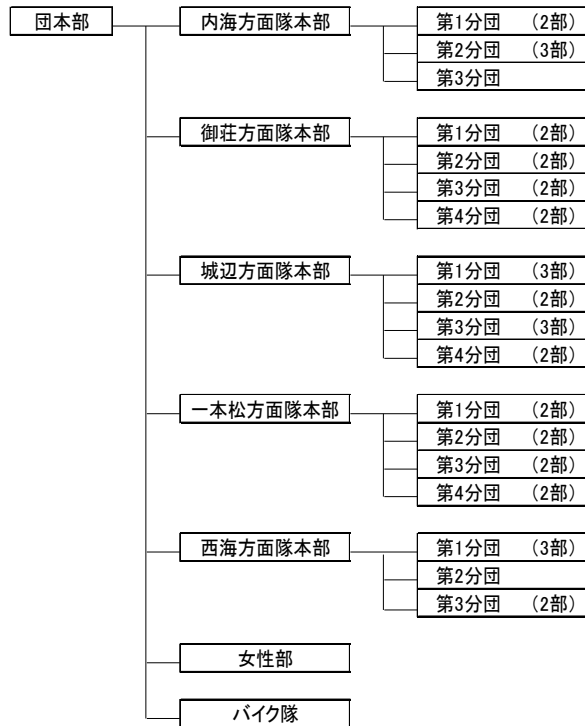 団本部 内海方面隊本部 第1分団 (2部)
第2分団 (3部)
第3分団
御荘方面隊本部 第1分団 (2部)
第2分団 (2部)
第3分団 (2部)
第4分団 (2部)
城辺方面隊本部 第1分団 (3部)
第2分団 (2部)
第3分団 (3部)
第4分団 (2部)
一本松方面隊本部 第1分団 (2部)
第2分団 (2部)
第3分団 (2部)
第4分団 (2部)
西海方面隊本部 第1分団 (3部)
第2分団
第3分団 (2部)
女性部
バイク隊